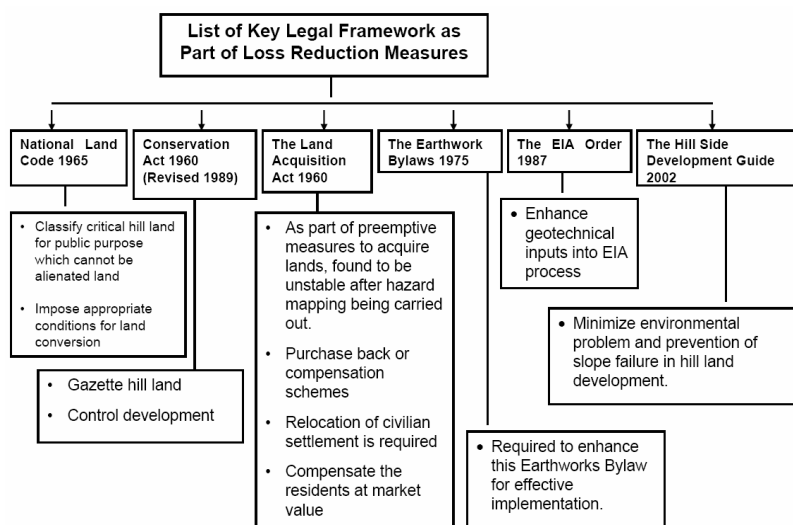 List of Key Legal Framework as
Part of Loss Reduction Measures
National Land
Code 1965
Conservation
Act 1960
(Revised 1989)
The Land
Acquisition
Act 1960
The Earthwork
Bylaws 1975
The EIA Order
1987
The Hill Side
Development Guide
2002
• Classify critical hill land
for public purpose
which cannot be
alienated land
• Impose appropriate
conditions for land
conversion
• Gazette hill land
• Control development
• As part of preemptive
measures to acquire
lands, found to be
unstable after hazard
mapping being carried
out.
• Purchase back or
compensation
schemes
• Relocation of civilian
settlement is required
• Compensate the
residents at market
value
• Required to enhance
this Earthworks Bylaw
for effective
implementation.
• Enhance
geotechnical
inputs into EIA
process
• Minimize environmental
problem and prevention of
slope failure in hill land
development.